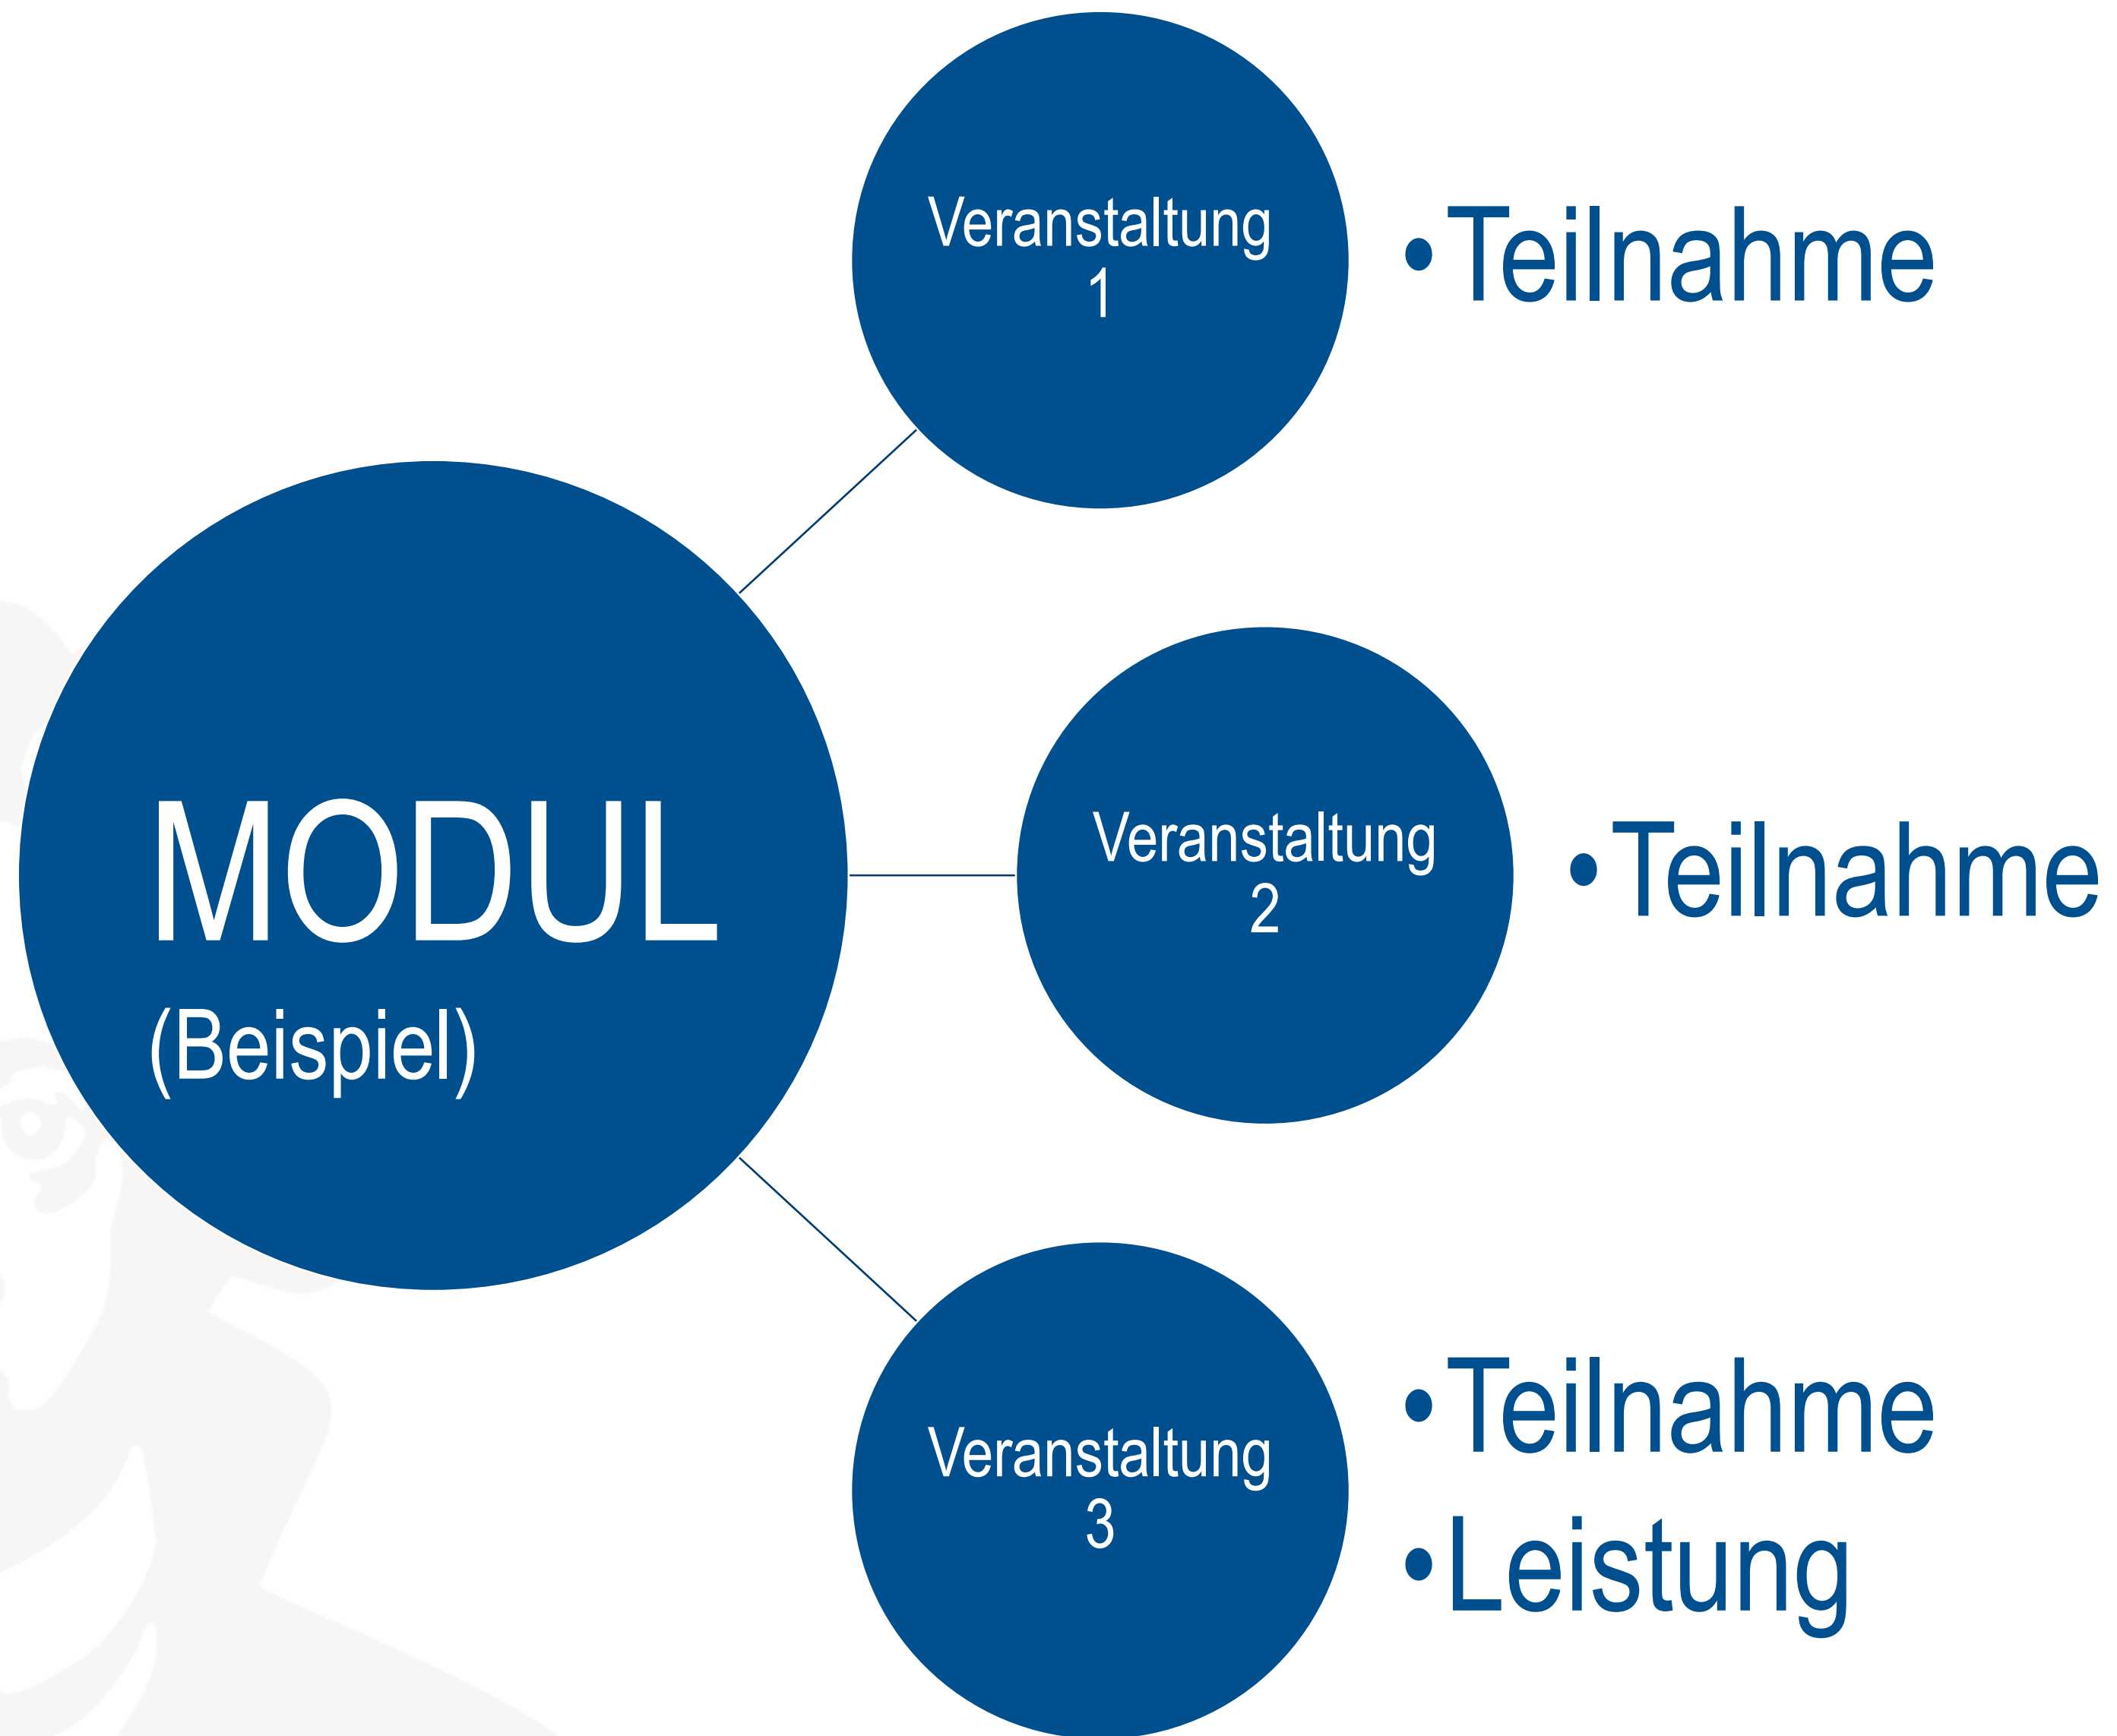 Veranstaltung
1
•Teilnahme
MODUL
(Beispiel)
Veranstaltung
2
• Teilnahme
Veranstaltung
3
•Teilnahme
•Leistung